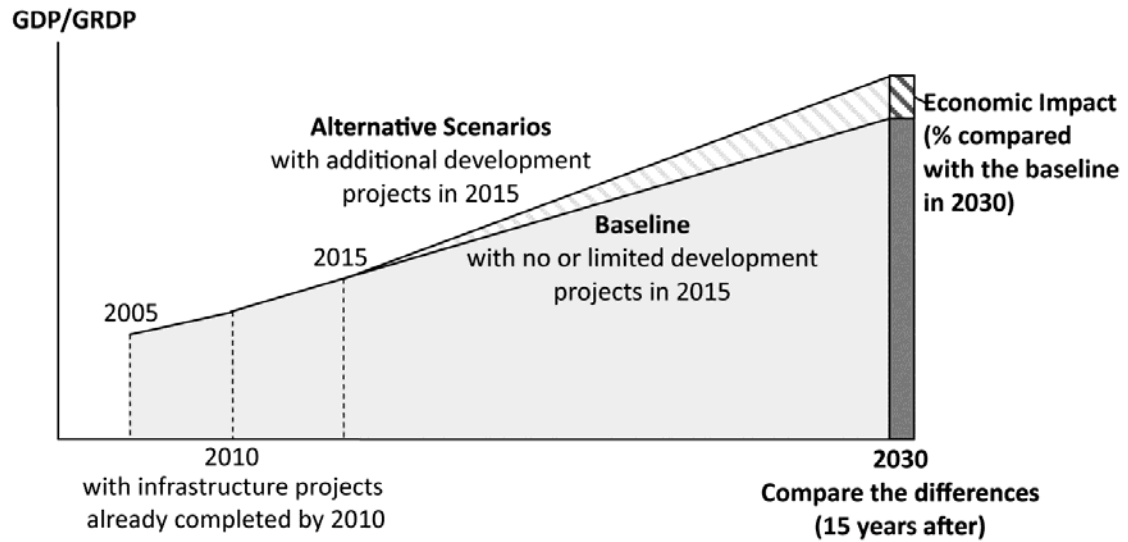 GDP/GRDP
Alternative Scenarios
with additional development
projects in 2015
Economic Impact
(% compared
with the baseline
in 2030)
Baseline
with no or limited development
projects in 2015
2015
2005
2010
with infrastructure projects
already completed by 2010
2030
Compare the differences
(15 years after)